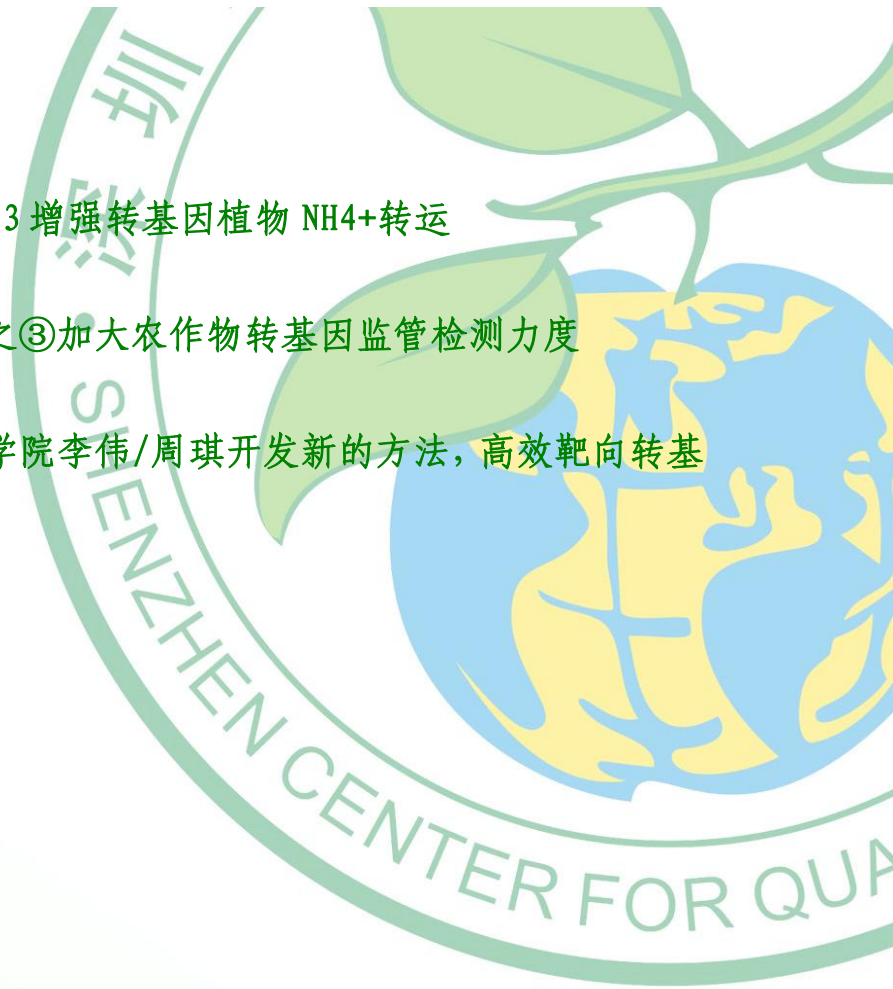 深圳
3 增强转基因植物 NH4+转运
之③加大农作物转基因监管检测力度
学院李伟/周琪开发新的方法，高效靶向转基
SHENZHEN CENTER FOR QUA